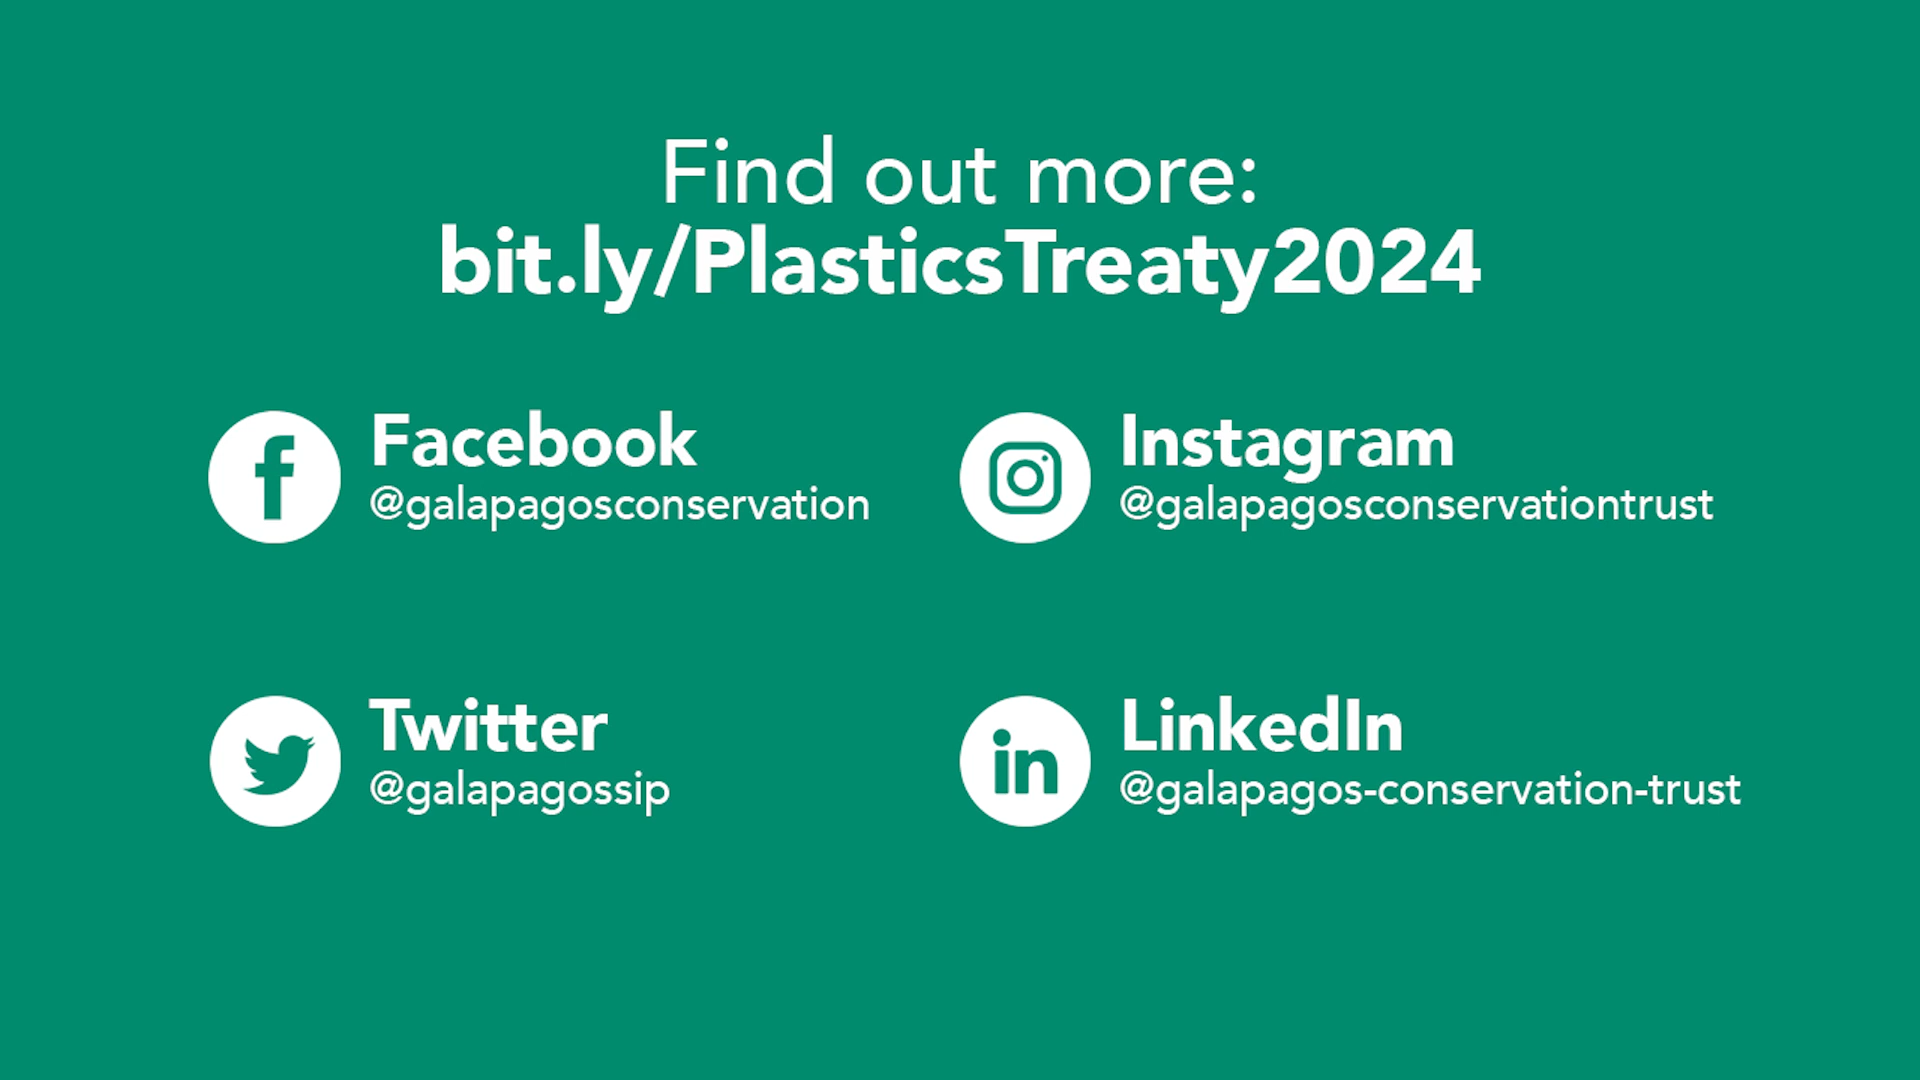 Find out more:
bit.ly/PlasticsTreaty2024
Facebook
@galapagosconservation
Instagram
@galapagosconservationtrust
Twitter
@galapagossip
LinkedIn
@galapagos-conservation-trust